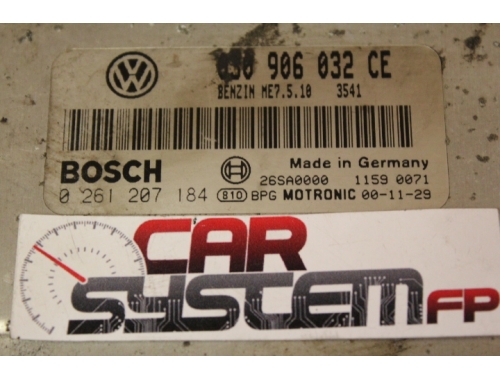 906 032 CE
BENZIN ME7.5.10 3541
BOSCH
Made in Germany
26SA0000 1159 0071
0 261 207 184 810 BPG MOTRONIC 00-11-29
CAR
SYSTEM FP